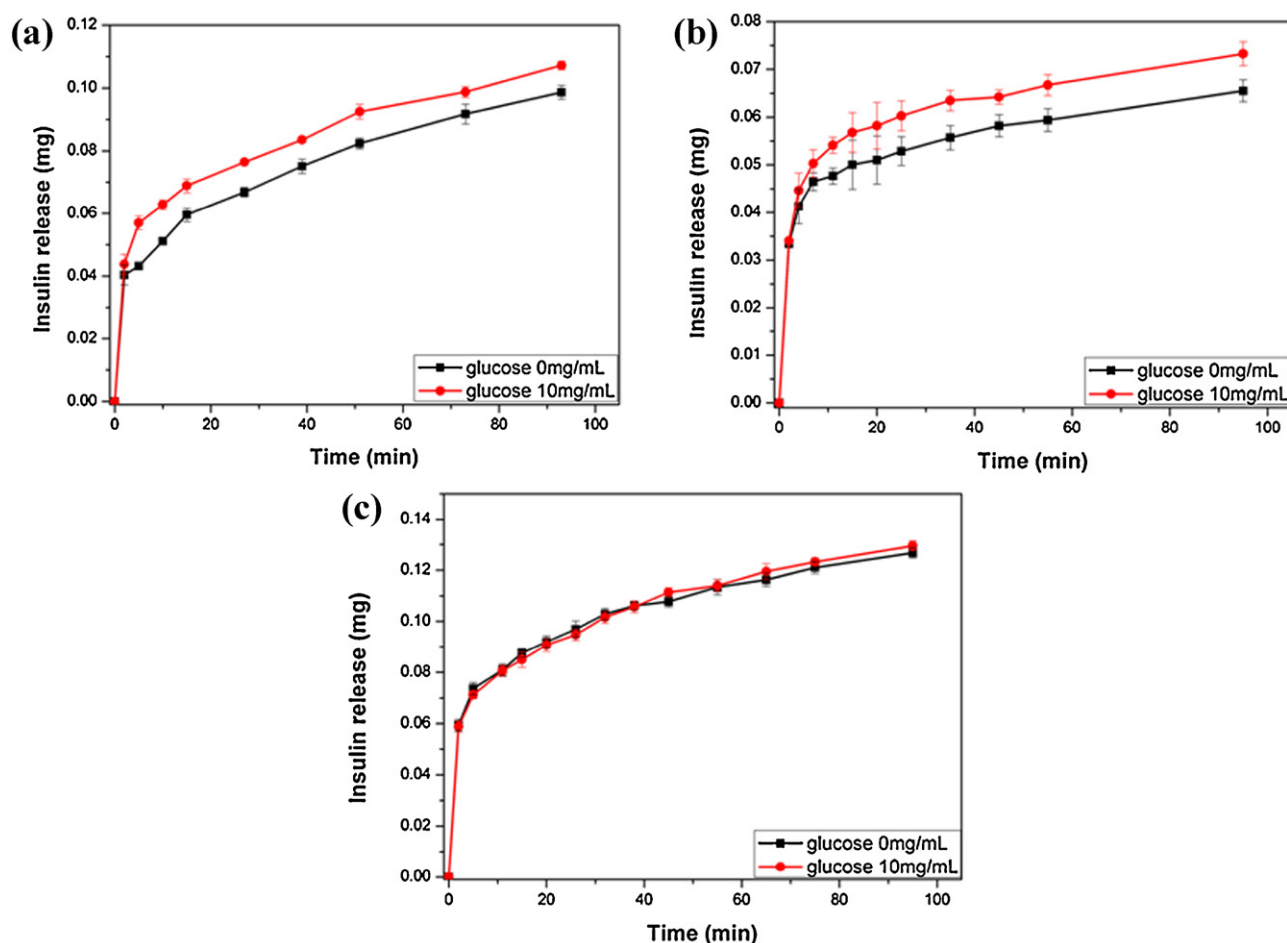 (a)
0.12
0.10
0.08
0.06
0.04
0.02
0.00
Insulin release (mg)
glucose 0mg/mL
glucose 10mg/mL
0 20 40 60 80 100
Time (min)
(b)
0.08
0.07
0.06
0.05
0.04
0.03
0.02
0.01
0.00
Insulin release (mg)
glucose 0mg/mL
glucose 10mg/mL
0 20 40 60 80 100
Time (min)
(c)
0.14
0.12
0.10
0.08
0.06
0.04
0.02
0.00
Insulin release (mg)
glucose 0mg/mL
glucose 10mg/mL
0 20 40 60 80 100
Time (min)